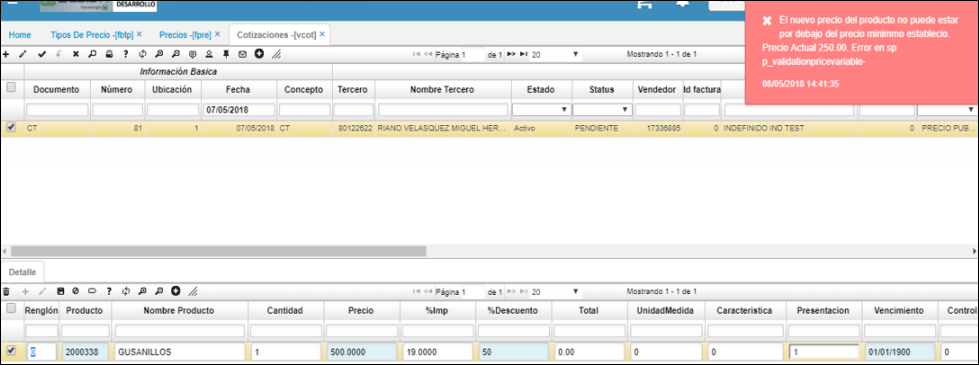 DESARROLLO
Tecnología
Home Tipos De Precio -[fbtp] × Precios -[fpre] × Cotizaciones -[vcot] ×
El nuevo precio del producto no puede estar
por debajo del precio minimmo establecio.
Precio Actual 250.00. Error en sp
p_validationpricevariable-
08/05/2018 14:41:35
Página 1 de 1 20 Mostrando 1 - 1 de 1
Información Basica
Documento Número Ubicación Fecha Concepto Tercero Nombre Tercero Estado Status Vendedor Id factura
07/05/2018
CT 81 1 07/05/2018 CT 80122622 RIANO VELASQUEZ MIGUEL HER... Activo PENDIENTE 17336885 0 INDEFINIDO IND TEST 0 PRECIO PUB...
Detalle
Página 1 de 1 20 Mostrando 1 - 1 de 1
Renglón Producto Nombre Producto Cantidad Precio %Imp %Descuento Total UnidadMedida Caracteristica Presentacion Vencimiento Control
0 2000338 GUSANILLOS 1 500.0000 19.0000 50 0.00 0 0 1 01/01/1900 0